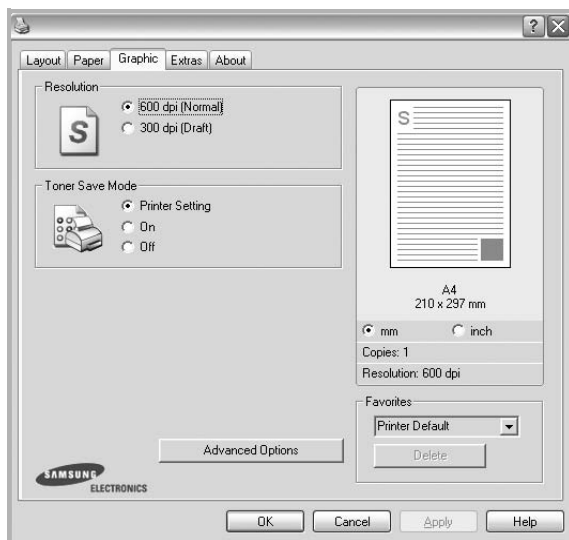 Layout Paper Graphic Extras About
Resolution
S
600 dpi (Normal)
300 dpi (Draft)
Toner Save Mode
Printer Setting
On
Off
S
A4
210 x 297 mm
mm inch
Copies: 1
Resolution: 600 dpi
Favorites
Printer Default
Delete
Advanced Options
SAMSUNG
ELECTRONICS
OK Cancel Apply Help